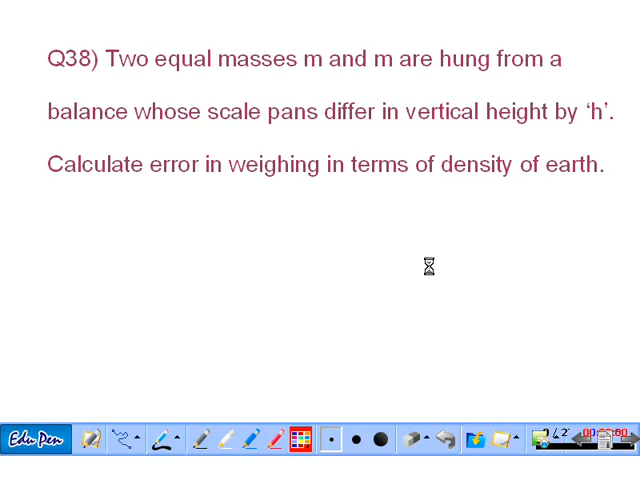 Q38) Two equal masses m and m are hung from a
balance whose scale pans differ in vertical height by ‘h’.
Calculate error in weighing in terms of density of earth.
Edu Pen